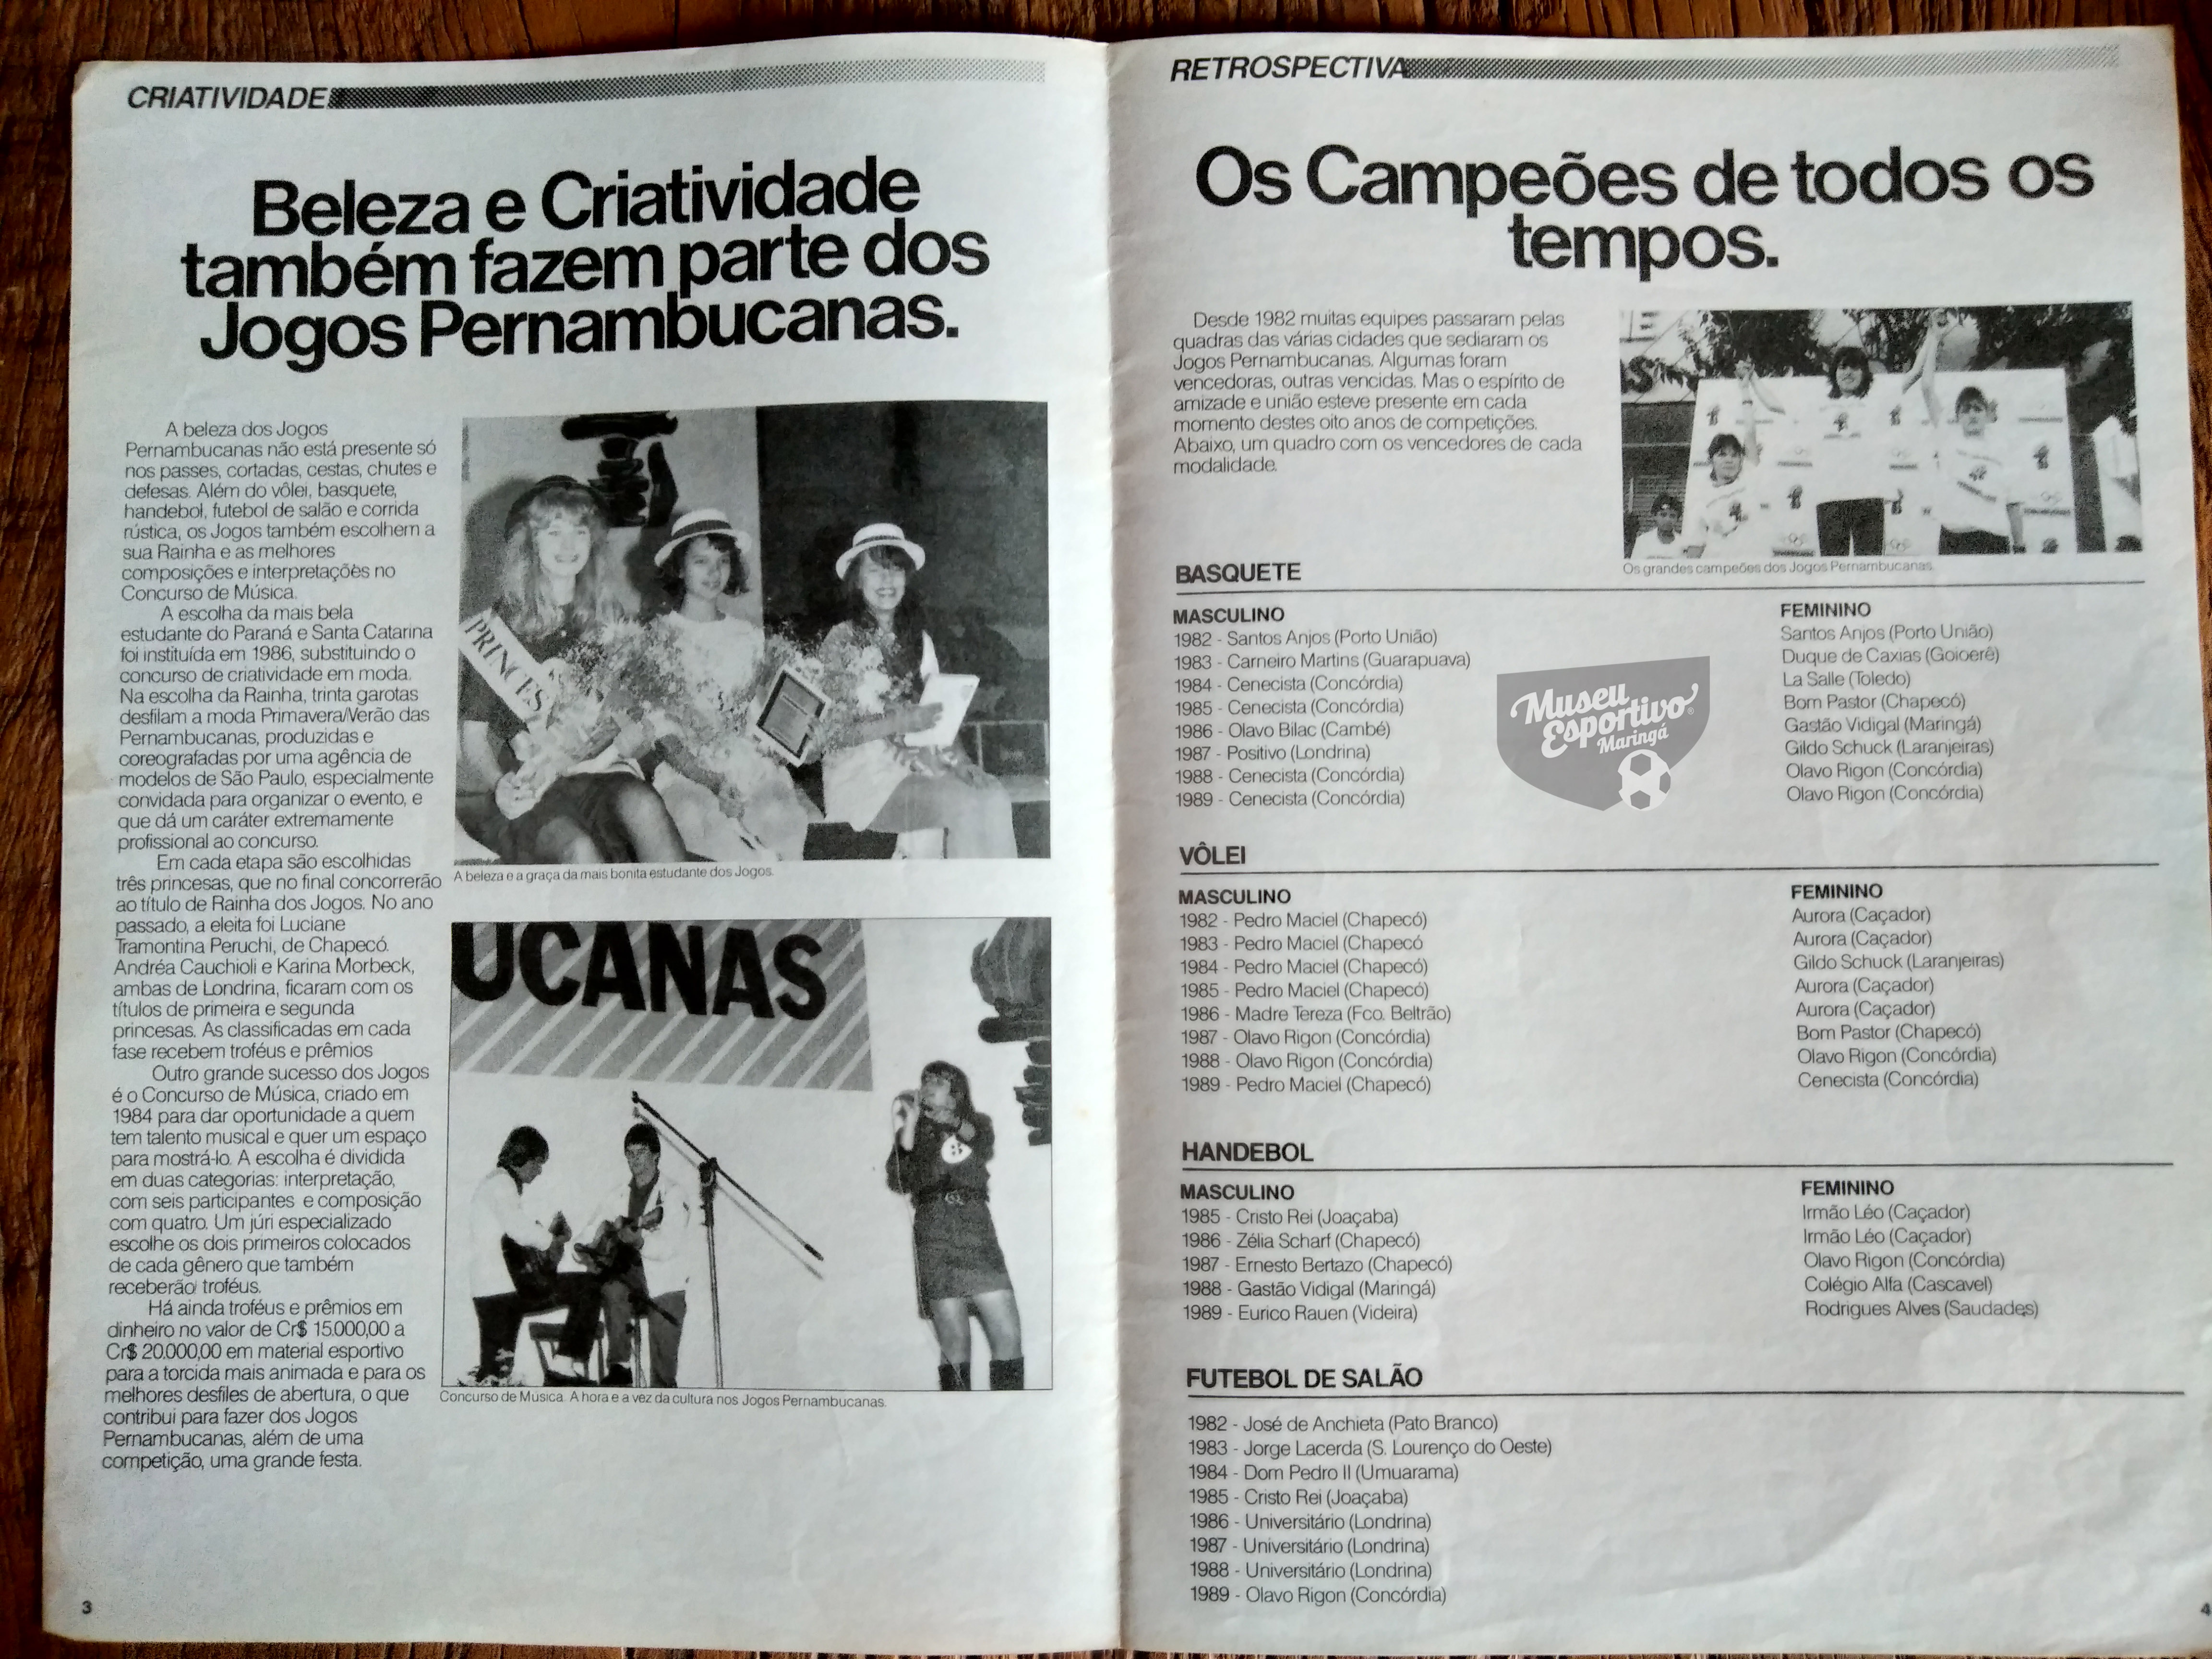 CRIATIVIDADE
Beleza e Criatividade
também fazem parte dos
Jogos Pernambucanas.
A beleza dos Jogos
Pernambucanas não está presente só
nos passes, cortadas, cestas, chutes e
defesas. Além do vôlei, basquete,
handebol, futebol de salão e corrida
rústica, os Jogos também escolhem a
sua Rainha e as melhores
composições e interpretações no
Concurso de Música.
A escolha da mais bela
estudante do Paraná e Santa Catarina
foi instituída em 1986, substituindo o
concurso de criatividade em moda.
Na escolha da Rainha, trinta garotas
desfilam a moda Primavera/Verão das
Pernambucanas, produzidas e
coreografadas por uma agência de
modelos de São Paulo, especialmente
convidada para organizar o evento, e
que dá um caráter extremamente
profissional ao concurso.
Em cada etapa são escolhidas
três princesas, que no final concorrerão
ao título de Rainha dos Jogos. No ano
passado, a eleita foi Luciane
Tramontina Peruchi, de Chapecó.
Andréa Cauchioli e Karina Morbeck,
ambas de Londrina, ficaram com os
títulos de primeira e segunda
princesas. As classificadas em cada
fase recebem troféus e prêmios
Outro grande sucesso dos Jogos
é o Concurso de Música, criado em
1984 para dar oportunidade a quem
tem talento musical e quer um espaço
para mostrá-lo. A escolha é dividida
em duas categorias: interpretação,
com seis participantes e composição
com quatro. Um júri especializado
escolhe os dois primeiros colocados
de cada gênero que também
receberão troféus.
Há ainda troféus e prêmios em
dinheiro no valor de Cr$ 15.000,00 a
Cr$ 20.000,00 em material esportivo
para a torcida mais animada e para os
melhores desfiles de abertura, o que
contribui para fazer dos Jogos
Pernambucanas, além de uma
competição, uma grande festa.
PRINCES
A beleza e a graça da mais bonita estudante dos Jogos.
UCANAS
Concurso de Música. A hora e a vez da cultura nos Jogos Pernambucanas.
3
RETROSPECTIVA
Os Campeões de todos os
tempos.
Desde 1982 muitas equipes passaram pelas
quadras das várias cidades que sediaram os
Jogos Pernambucanas. Algumas foram
vencedoras, outras vencidas. Mas o espírito de
amizade e união esteve presente em cada
momento destes oito anos de competições.
Abaixo, um quadro com os vencedores de cada
modalidade.
Os grandes campeões dos Jogos Pernambucanas.
BASQUETE
MASCULINO
1982 - Santos Anjos (Porto União)
1983 - Carneiro Martins (Guarapuava)
1984 - Cenecista (Concórdia)
1985 - Cenecista (Concórdia)
1986 - Olavo Bilac (Cambé)
1987 - Positivo (Londrina)
1988 - Cenecista (Concórdia)
1989 - Cenecista (Concórdia)
FEMININO
Santos Anjos (Porto União)
Duque de Caxias (Goioerê)
La Salle (Toledo)
Bom Pastor (Chapecó)
Gastão Vidigal (Maringá)
Gildo Schuck (Laranjeiras)
Olavo Rigon (Concórdia)
Olavo Rigon (Concórdia)
Museu
Esportivo
Maringá
VÔLEI
MASCULINO
1982 - Pedro Maciel (Chapecó)
1983 - Pedro Maciel (Chapecó
1984 - Pedro Maciel (Chapecó)
1985 - Pedro Maciel (Chapecó)
1986 - Madre Tereza (Fco. Beltrão)
1987 - Olavo Rigon (Concórdia)
1988 - Olavo Rigon (Concórdia)
1989 - Pedro Maciel (Chapecó)
FEMININO
Aurora (Caçador)
Aurora (Caçador)
Gildo Schuck (Laranjeiras)
Aurora (Caçador)
Aurora (Caçador)
Bom Pastor (Chapecó)
Olavo Rigon (Concórdia)
Cenecista (Concórdia)
HANDEBOL
MASCULINO
1985 - Cristo Rei (Joaçaba)
1986 - Zélia Scharf (Chapecó)
1987 - Ernesto Bertazo (Chapecó)
1988 - Gastão Vidigal (Maringá)
1989 - Eurico Rauen (Videira)
FEMININO
Irmão Léo (Caçador)
Irmão Léo (Caçador)
Olavo Rigon (Concórdia)
Colégio Alfa (Cascavel)
Rodrigues Alves (Saudades)
FUTEBOL DE SALÃO
1982 - José de Anchieta (Pato Branco)
1983 - Jorge Lacerda (S. Lourenço do Oeste)
1984 - Dom Pedro II (Umuarama)
1985 - Cristo Rei (Joaçaba)
1986 - Universitário (Londrina)
1987 - Universitário (Londrina)
1988 - Universitário (Londrina)
1989 - Olavo Rigon (Concórdia)
4